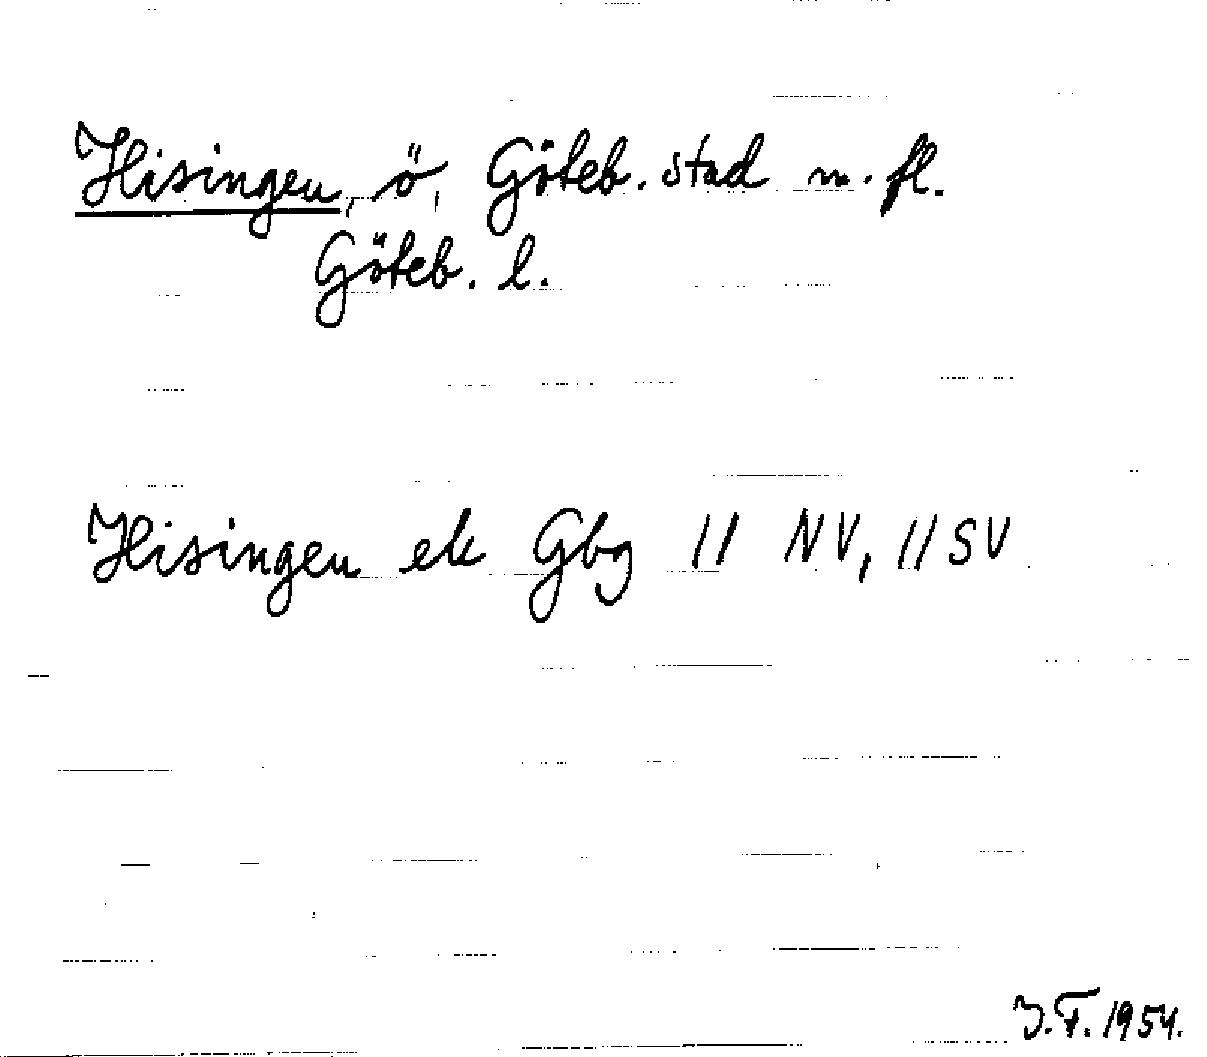 Hisingen, ö, Göteb. stad m. fl.
Göteb. l.
Hisingen ek Gbg 11 NV, 11 SV
J.F. 1954.